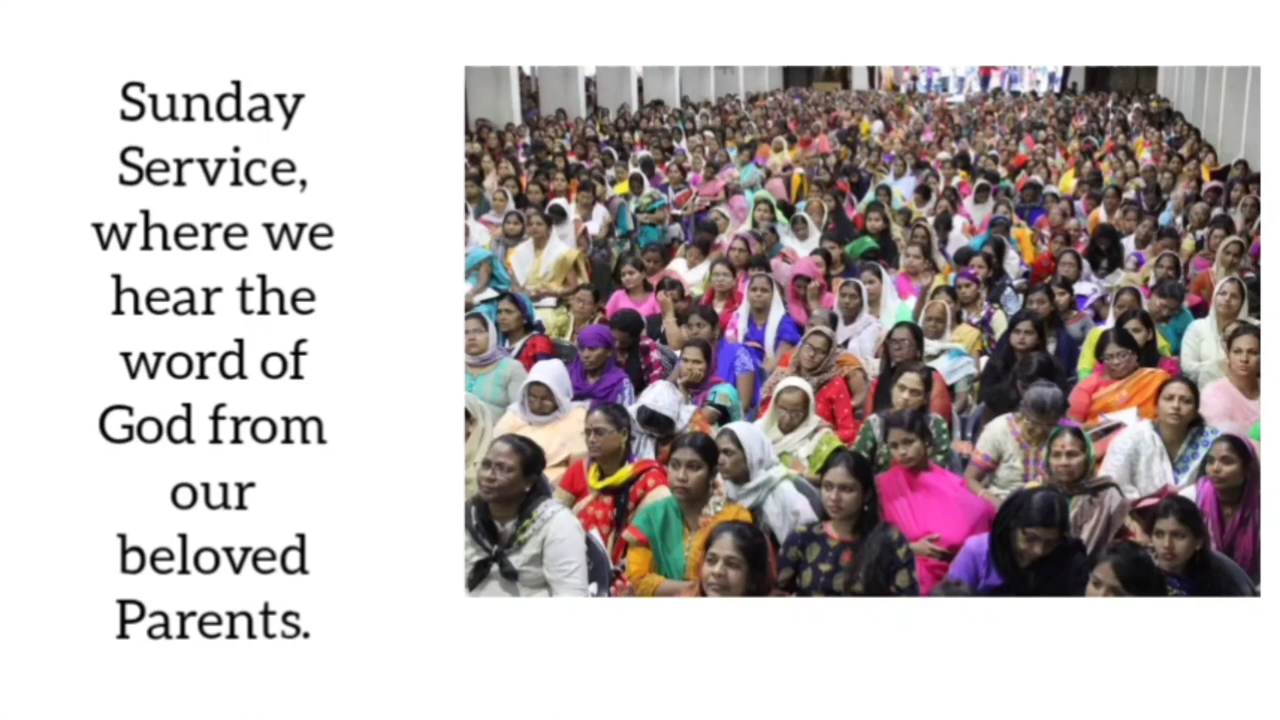 Sunday
Service,
where we
hear the
word of
God from
our
beloved
Parents.